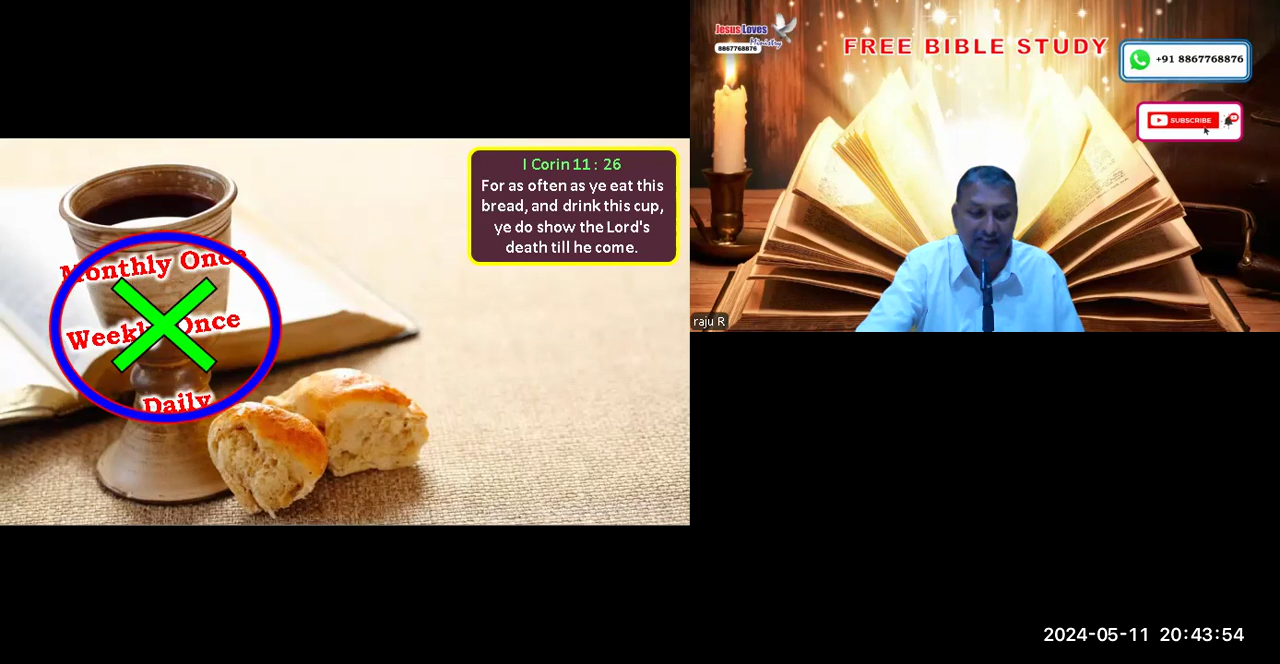 I Corin 11 : 26
For as often as ye eat this
bread, and drink this cup,
ye do show the Lord's
death till he come.
Monthly Once
Weekly Once
Daily
Jesus Loves
Ministry
8867768876
FREE BIBLE STUDY
+91 8867768876
SUBSCRIBE
raju R
2024-05-11 20:43:54